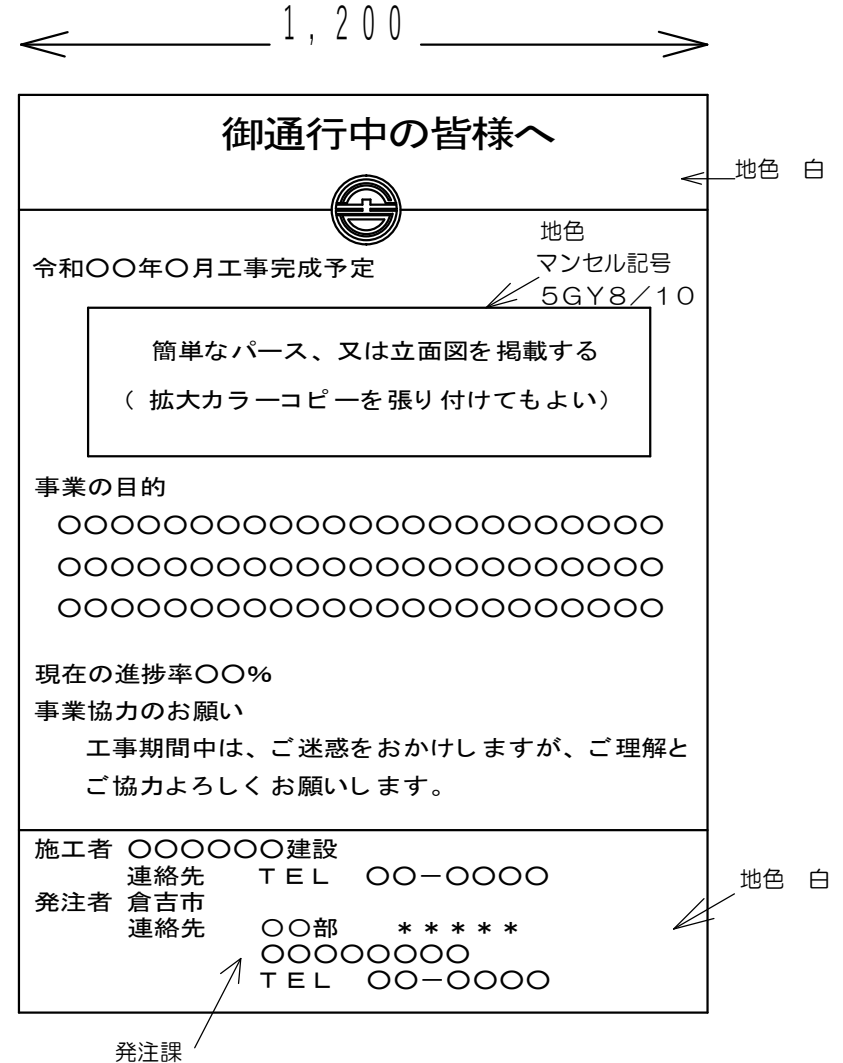 1,200
御通行中の皆様へ
地色　白
地色
マンセル記号
5GY8／10
令和〇〇年〇月工事完成予定
簡単なパース、又は立面図を掲載する
（拡大カラーコピーを張り付けてもよい）
事業の目的
〇〇〇〇〇〇〇〇〇〇〇〇〇〇〇〇〇〇〇〇〇〇〇
〇〇〇〇〇〇〇〇〇〇〇〇〇〇〇〇〇〇〇〇〇〇〇
〇〇〇〇〇〇〇〇〇〇〇〇〇〇〇〇〇〇〇〇〇〇〇
現在の進捗率〇〇%
事業協力のお願い
工事期間中は、ご迷惑をおかけしますが、ご理解と
ご協力よろしくお願いします。
施工者　〇〇〇〇〇〇建設
連絡先　ＴＥＬ　〇〇－〇〇〇〇
地色　白
発注者　倉吉市
連絡先　〇〇部　＊＊＊＊＊
〇〇〇〇〇〇〇〇
ＴＥＬ　〇〇－〇〇〇〇
発注課